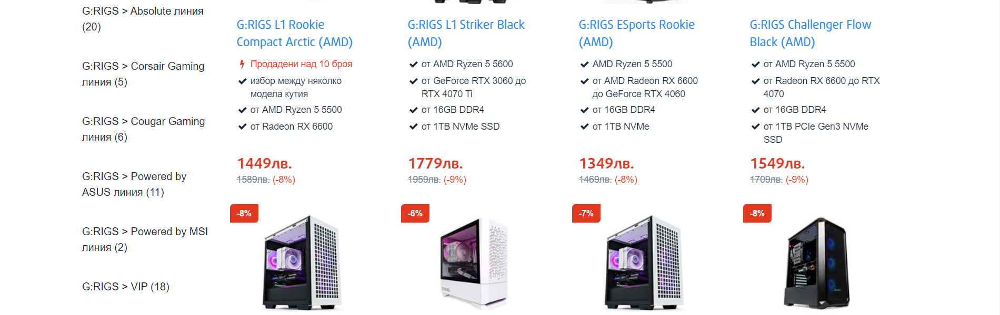 G:RIGS > Absolute линия
(20)
G:RIGS > Corsair Gaming
линия (5)
G:RIGS > Cougar Gaming
линия (6)
G:RIGS > Powered by
ASUS линия (11)
G:RIGS > Powered by MSI
линия (2)
G:RIGS > VIP (18)
G:RIGS L1 Rookie
Compact Arctic (AMD)
Продадени над 10 броя
избор между няколко
модела кутия
от AMD Ryzen 5 5500
от Radeon RX 6600
1449лв.
1589лв. (-8%)
G:RIGS L1 Striker Black
(AMD)
от AMD Ryzen 5 5600
от GeForce RTX 3060 до
RTX 4070 Ti
от 16GB DDR4
от 1TB NVMe SSD
1779лв.
1959лв. (-9%)
G:RIGS ESports Rookie
(AMD)
AMD Ryzen 5 5500
от AMD Radeon RX 6600
до GeForce RTX 4060
от 16GB DDR4
от 1TB NVMe
1349лв.
1469лв. (-8%)
G:RIGS Challenger Flow
Black (AMD)
от AMD Ryzen 5 5500
от Radeon RX 6600 до RTX
4070
от 16GB DDR4
от 1TB PCIe Gen3 NVMe
SSD
1549лв.
1709лв. (-9%)
-8%
-6%
G:RIGS
-7%
-8%